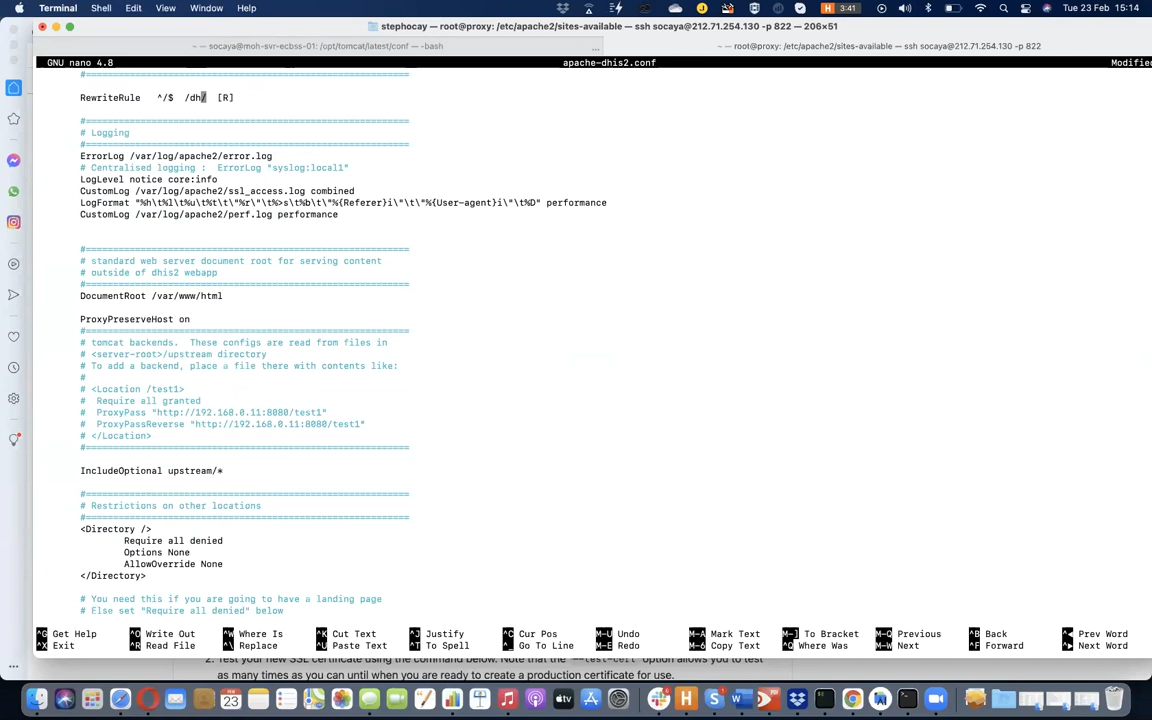 Terminal Shell Edit View Window Help 3:41 Tue 23 Feb 15:14
stephocay — root@proxy: /etc/apache2/sites-available — ssh socaya@212.71.254.130 -p 822 — 206×51
~ — socaya@moh-svr-ecbss-01: /opt/tomcat/latest/conf — -bash ... ~ — root@proxy: /etc/apache2/sites-available — ssh socaya@212.71.254.130 -p 822
GNU nano 4.8 apache-dhis2.conf Modified
#==========================================================
RewriteRule ^/$ /dh/ [R]
#==========================================================
# Logging
#==========================================================
ErrorLog /var/log/apache2/error.log
# Centralised logging : ErrorLog "syslog:local1"
LogLevel notice core:info
CustomLog /var/log/apache2/ssl_access.log combined
LogFormat "%h\t%l\t%u\t%t\t\"%r\"\t%>s\t%b\t\"%{Referer}i\"\t\"%{User-agent}i\"\t%D" performance
CustomLog /var/log/apache2/perf.log performance
#==========================================================
# standard web server document root for serving content
# outside of dhis2 webapp
#==========================================================
DocumentRoot /var/www/html
ProxyPreserveHost on
#==========================================================
# tomcat backends. These configs are read from files in
# <server-root>/upstream directory
# To add a backend, place a file there with contents like:
#
# <Location /test1>
# Require all granted
# ProxyPass "http://192.168.0.11:8080/test1"
# ProxyPassReverse "http://192.168.0.11:8080/test1"
# </Location>
#==========================================================
IncludeOptional upstream/*
#==========================================================
# Restrictions on other locations
#==========================================================
<Directory />
Require all denied
Options None
AllowOverride None
</Directory>
# You need this if you are going to have a landing page
# Else set "Require all denied" below
^G Get Help ^O Write Out ^W Where Is ^K Cut Text ^J Justify ^C Cur Pos M-U Undo M-A Mark Text M-] To Bracket M-Q Previous ^B Back ^◀ Prev Word
^X Exit ^R Read File ^\ Replace ^U Paste Text ^T To Spell ^_ Go To Line M-E Redo M-6 Copy Text ^Q Where Was M-W Next ^F Forward ^▶ Next Word
2. Test your new SSL certificate using the command below. Note that the --test-cert option allows you to test
as many times as you can until when you are ready to create a production certificate for use.